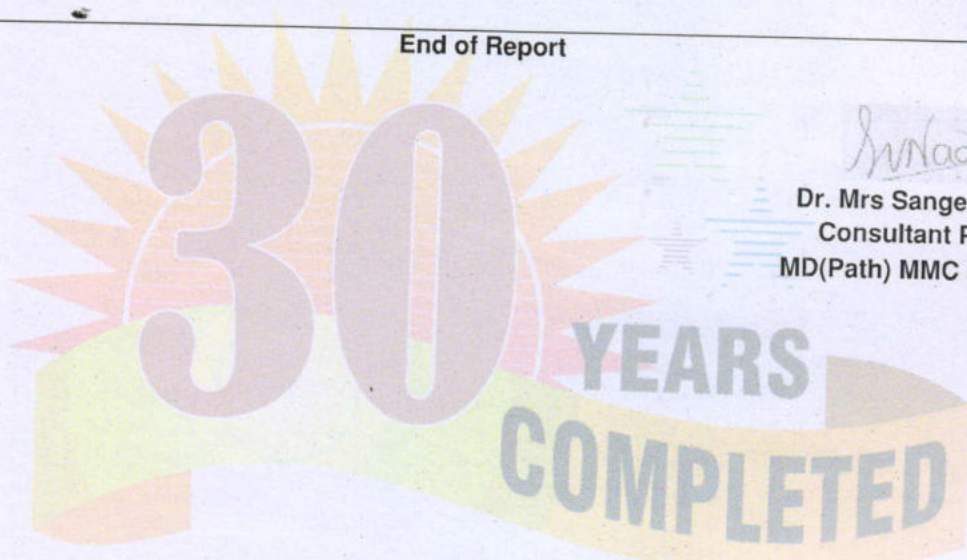 End of Report
Dr. Mrs Sange
Consultant P
MD(Path) MMC
30
YEARS
COMPLETED